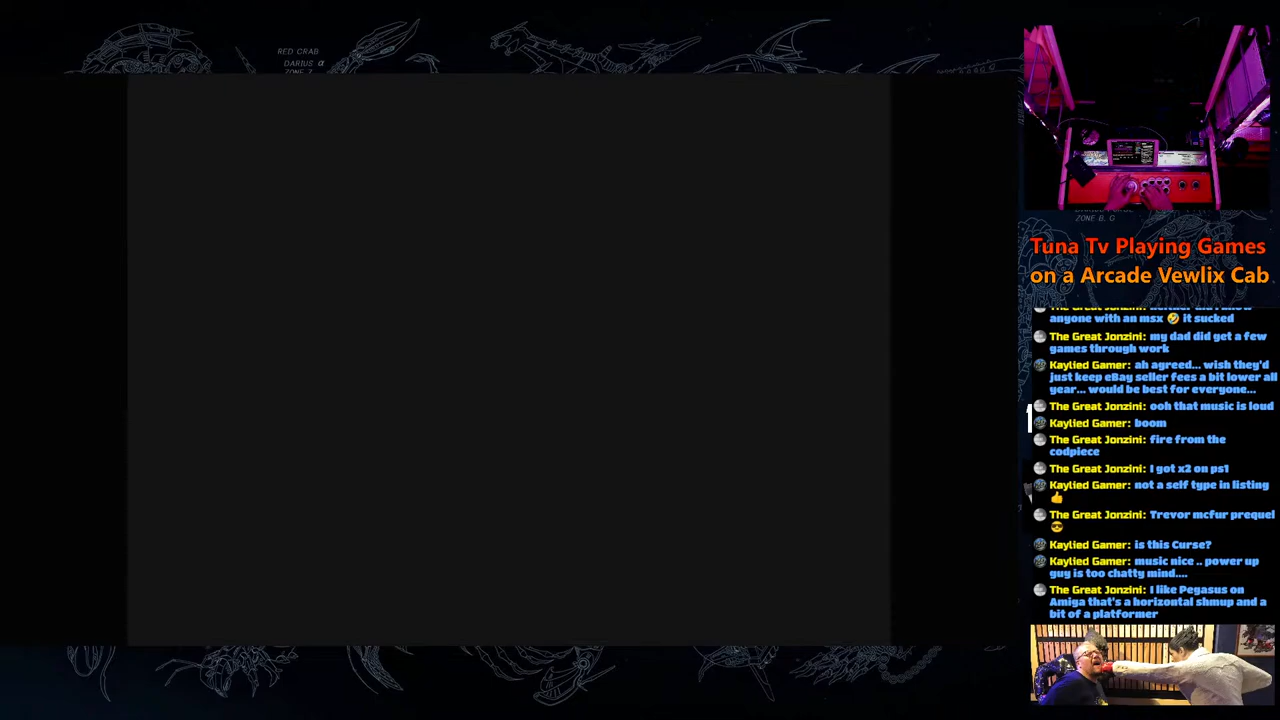 RED CRAB
DARIUS α
ZONE Z
ZONE B. G
Tuna Tv Playing Games
on a Arcade Vewlix Cab
The Great Jonzini:
anyone with an msx 🤣 it sucked
The Great Jonzini: my dad did get a few
games through work
Kaylied Gamer: ah agreed... wish they'd
just keep eBay seller fees a bit lower all
year... would be best for everyone...
The Great Jonzini: ooh that music is loud
Kaylied Gamer: boom
The Great Jonzini: fire from the
codpiece
The Great Jonzini: I got x2 on ps1
Kaylied Gamer: not a self type in listing
👍
The Great Jonzini: Trevor mcfur prequel
😎
Kaylied Gamer: is this Curse?
Kaylied Gamer: music nice .. power up
guy is too chatty mind....
The Great Jonzini: I like Pegasus on
Amiga that's a horizontal shmup and a
bit of a platformer